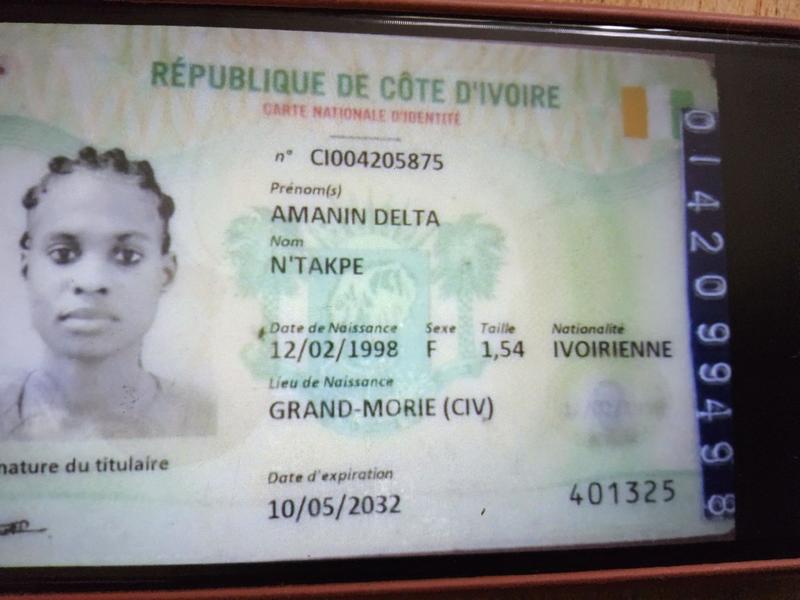 RÉPUBLIQUE DE CÔTE D'IVOIRE
CARTE NATIONALE D'IDENTITÉ
n° CI004205875
Prénom(s)
AMANIN DELTA
Nom
N'TAKPE
Date de Naissance Sexe Taille Nationalité
12/02/1998 F 1,54 IVOIRIENNE
Lieu de Naissance
GRAND-MORIE (CIV)
nature du titulaire
Date d'expiration
10/05/2032
401325
0142099498